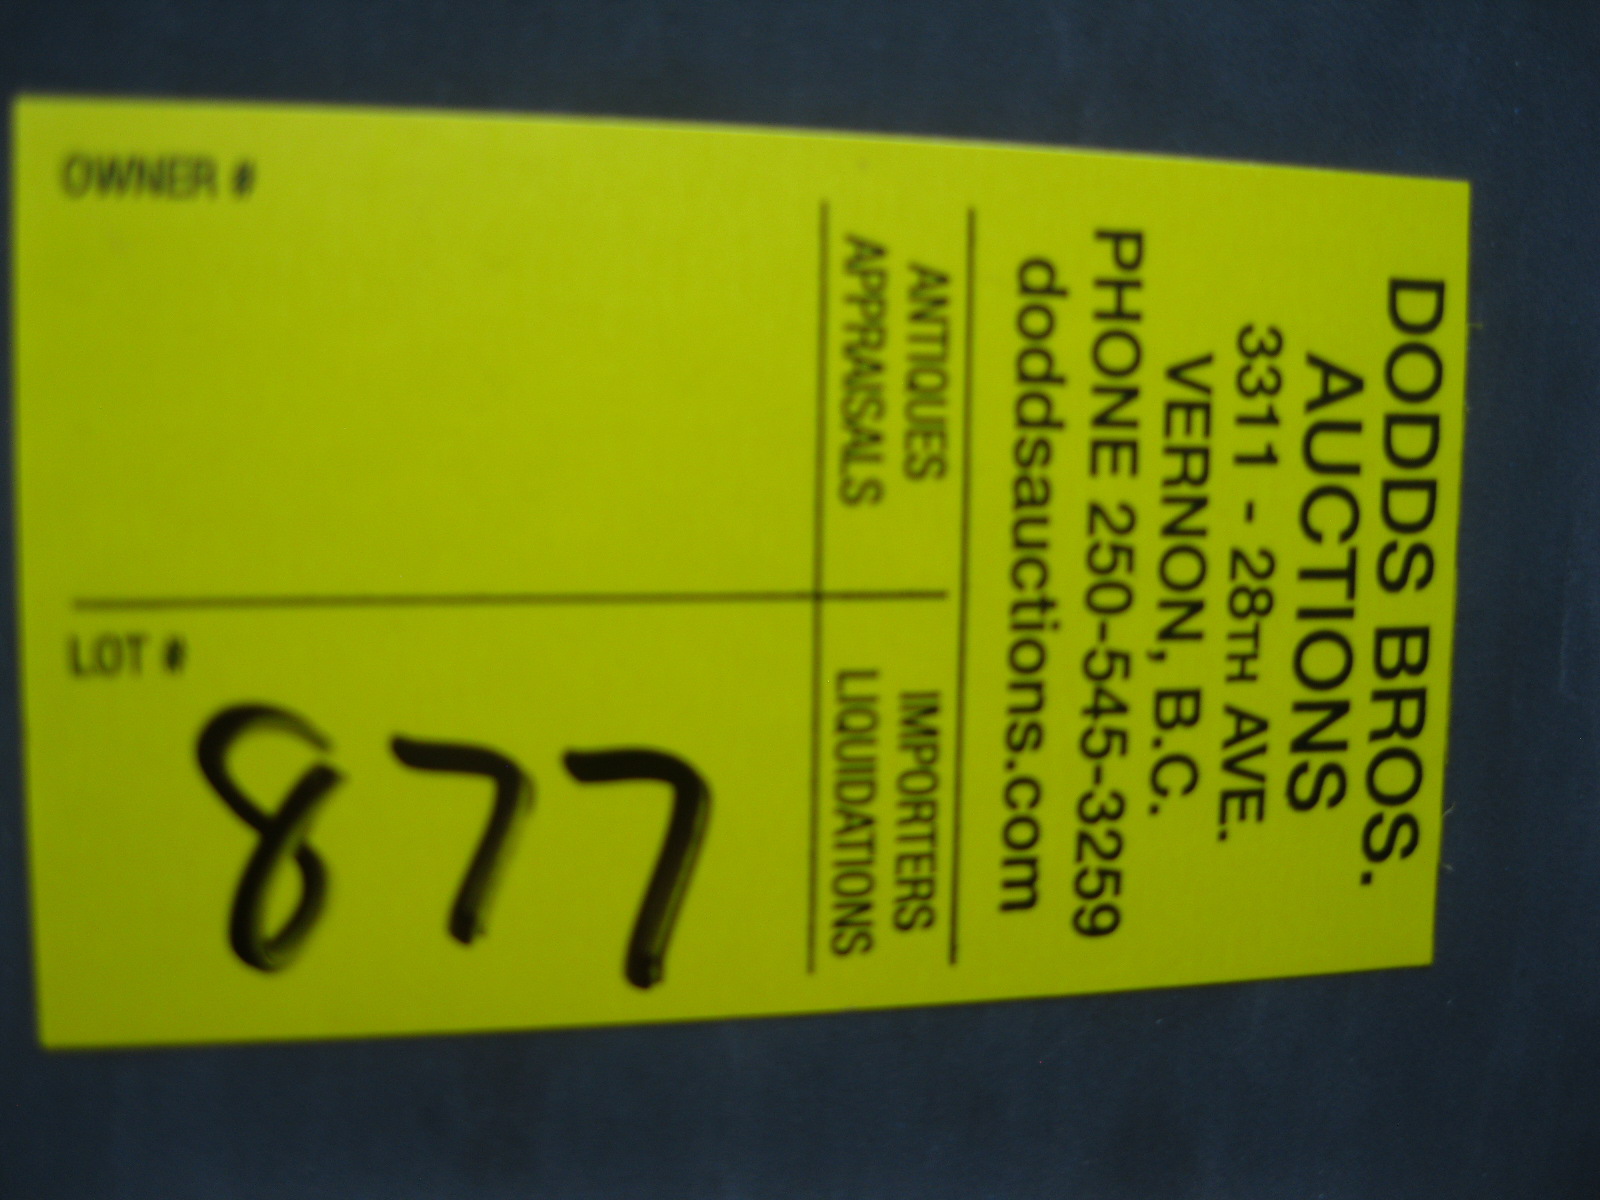 DODDS BROS.
AUCTIONS
3311 - 28TH AVE.
VERNON, B.C.
PHONE 250-545-3259
doddsauctions.com
ANTIQUES
APPRAISALS
IMPORTERS
LIQUIDATIONS
OWNER #
LOT #
877